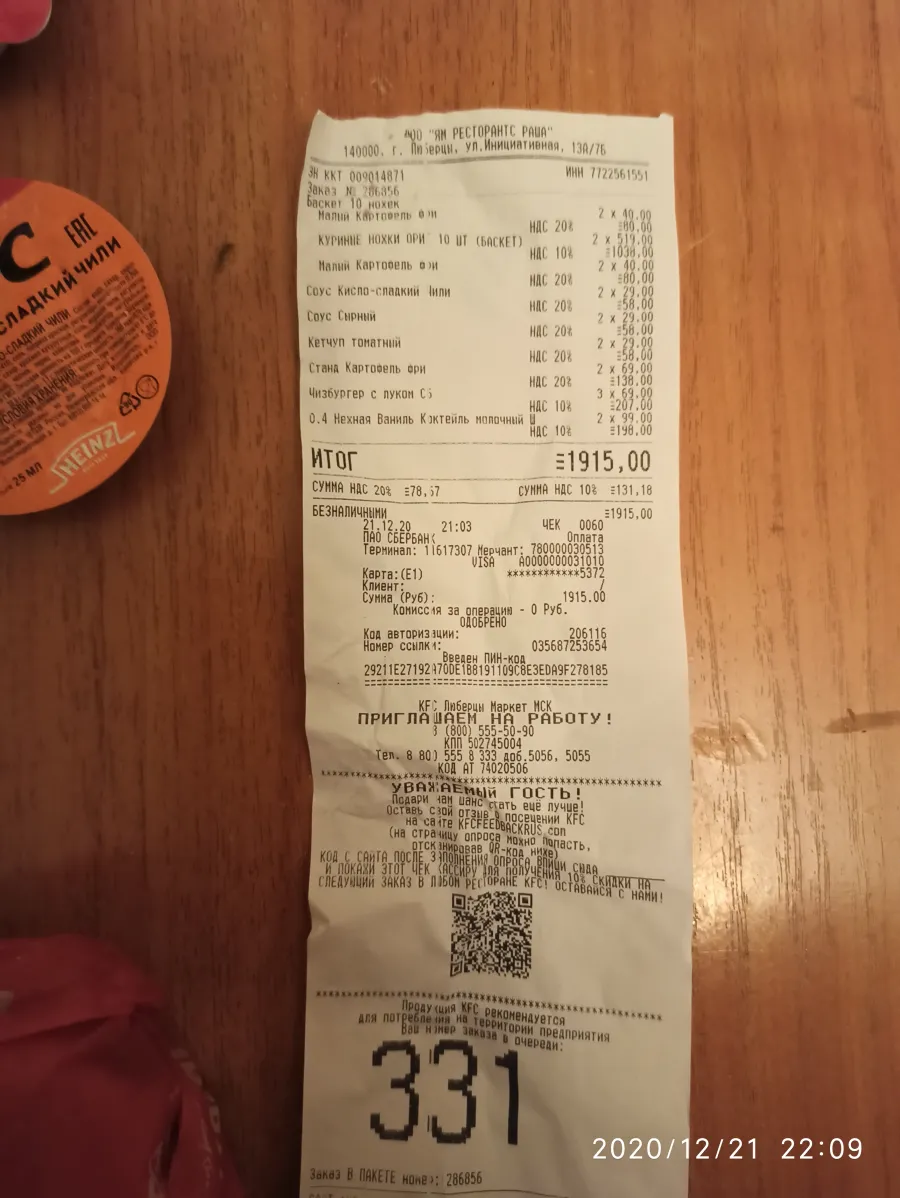 С
EAC
СЛАДКИЙ ЧИЛИ
О-СЛАДКИЙ ЧИЛИ
УСЛОВИЯ ХРАНЕНИЯ
HEINZ
25 МЛ
ООО "ЯМ РЕСТОРАНТС РАША"
140000, г. Люберцы, ул.Инициативная, 13А/7Б
ЗН ККТ 009014871 ИНН 7722561551
Заказ № 286856
Баскет 10 ножек
Малый Картофель фри 2 x 40.00
НДС 20% ≡80.00
КУРИНЫЕ НОЖКИ ОРИ 10 ШТ (БАСКЕТ) 2 x 519.00
НДС 10% ≡1038.00
Малый Картофель фри 2 x 40.00
НДС 20% ≡80.00
Соус Кисло-сладкий Чили 2 x 29.00
НДС 20% ≡58.00
Соус Сырный 2 x 29.00
НДС 20% ≡58.00
Кетчуп томатный 2 x 29.00
НДС 20% ≡58.00
Станд Картофель фри 2 x 69.00
НДС 20% ≡138.00
Чизбургер с луком СБ 3 x 69.00
НДС 10% ≡207.00
0.4 Нежная Ваниль Коктейль молочный Ш 2 x 99.00
НДС 10% ≡198.00
ИТОГ ≡1915,00
СУММА НДС 20% ≡78,67 СУММА НДС 10% ≡131,18
БЕЗНАЛИЧНЫМИ ≡1915.00
21.12.20 21:03 ЧЕК 0060
ПАО СБЕРБАНК Оплата
Терминал: 11617307 Мерчант: 780000030513
VISA A0000000031010
Карта:(E1) ************5372
Клиент: /
Сумма (Руб): 1915.00
Комиссия за операцию - 0 Руб.
ОДОБРЕНО
Код авторизации: 206116
Номер ссылки: 035687253654
Введен ПИН-код
29211E27192A70DE1B8191109C8E3EDA9F278185
========================================
KFC Люберцы Маркет МСК
ПРИГЛАШАЕМ НА РАБОТУ!
8 (800) 555-50-90
КПП 502745004
Тел. 8 800 555 8 333 доб.5056, 5055
КОД АТ 74020506
УВАЖАЕМЫЙ ГОСТЬ!
Подари нам шанс стать ещё лучше!
Оставь свой отзыв о посещении KFC
на сайте KFCFEEDBACKRUS.com
(на страницу опроса можно попасть,
отсканировав QR-код ниже)
КОД С САЙТА ПОСЛЕ ЗАПОЛНЕНИЯ ОПРОСА ВПИШИ СЮДА
И ПОКАЖИ ЭТОТ ЧЕК КАССИРУ ДЛЯ ПОЛУЧЕНИЯ 10% СКИДКИ НА
СЛЕДУЮЩИЙ ЗАКАЗ В ЛЮБОМ РЕСТОРАНЕ KFC! ОСТАВАЙСЯ С НАМИ!
Продукция KFC рекомендуется
для потребления на территории предприятия
Ваш номер заказа в очереди:
331
Заказ В ПАКЕТЕ номер: 286856
2020/12/21 22:09